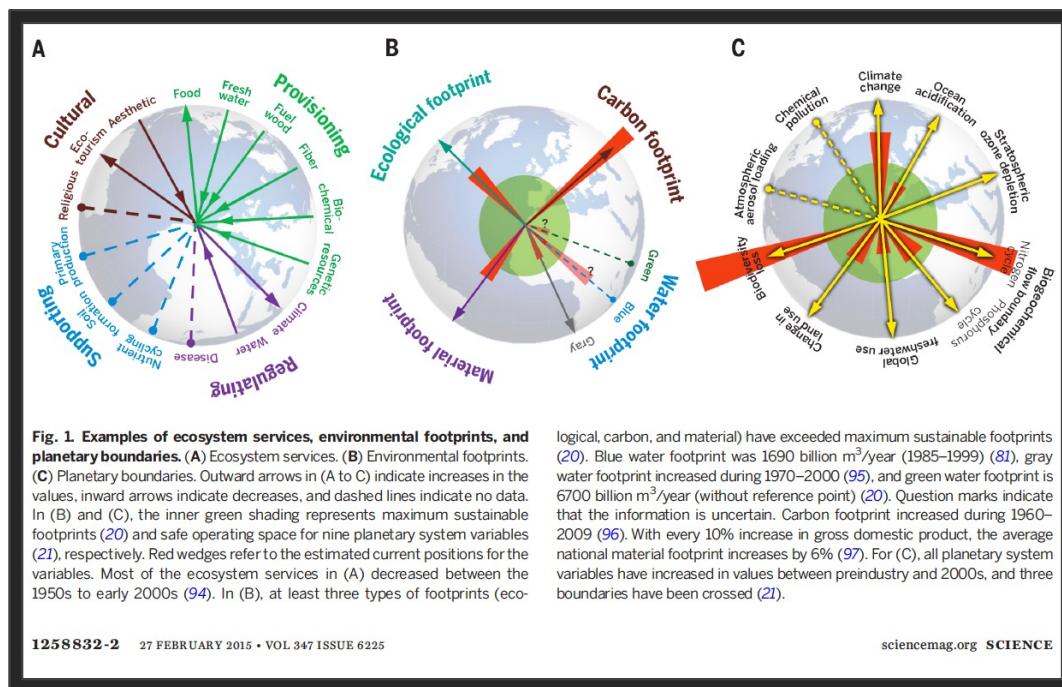 A
B
C
Cultural
Provisioning
Supporting
Regulating
Aesthetic
Eco-
tourism
Religious
Food
Fresh
water
Fuel
wood
Fiber
Bio-
chemical
Genetic
resources
Climate
Water
Disease
Nutrient
cycling
Soil
formation
Primary
production
Ecological footprint
Carbon footprint
Water footprint
Material footprint
Green
Blue
Gray
?
?
Climate
change
Ocean
acidification
Stratospheric
ozone depletion
Nitrogen
cycle
Biogeochemical
flow boundary
Phosphorus
cycle
Global
freshwater use
Change in
land use
Biodiversity
loss
Atmospheric
aerosol loading
Chemical
pollution
Fig. 1. Examples of ecosystem services, environmental footprints, and
planetary boundaries. (A) Ecosystem services. (B) Environmental footprints.
(C) Planetary boundaries. Outward arrows in (A to C) indicate increases in the
values, inward arrows indicate decreases, and dashed lines indicate no data.
In (B) and (C), the inner green shading represents maximum sustainable
footprints (20) and safe operating space for nine planetary system variables
(21), respectively. Red wedges refer to the estimated current positions for the
variables. Most of the ecosystem services in (A) decreased between the
1950s to early 2000s (94). In (B), at least three types of footprints (eco-
logical, carbon, and material) have exceeded maximum sustainable footprints
(20). Blue water footprint was 1690 billion m³/year (1985–1999) (81), gray
water footprint increased during 1970–2000 (95), and green water footprint is
6700 billion m³/year (without reference point) (20). Question marks indicate
that the information is uncertain. Carbon footprint increased during 1960–
2009 (96). With every 10% increase in gross domestic product, the average
national material footprint increases by 6% (97). For (C), all planetary system
variables have increased in values between preindustry and 2000s, and three
boundaries have been crossed (21).
1258832-2 27 FEBRUARY 2015 • VOL 347 ISSUE 6225
sciencemag.org SCIENCE